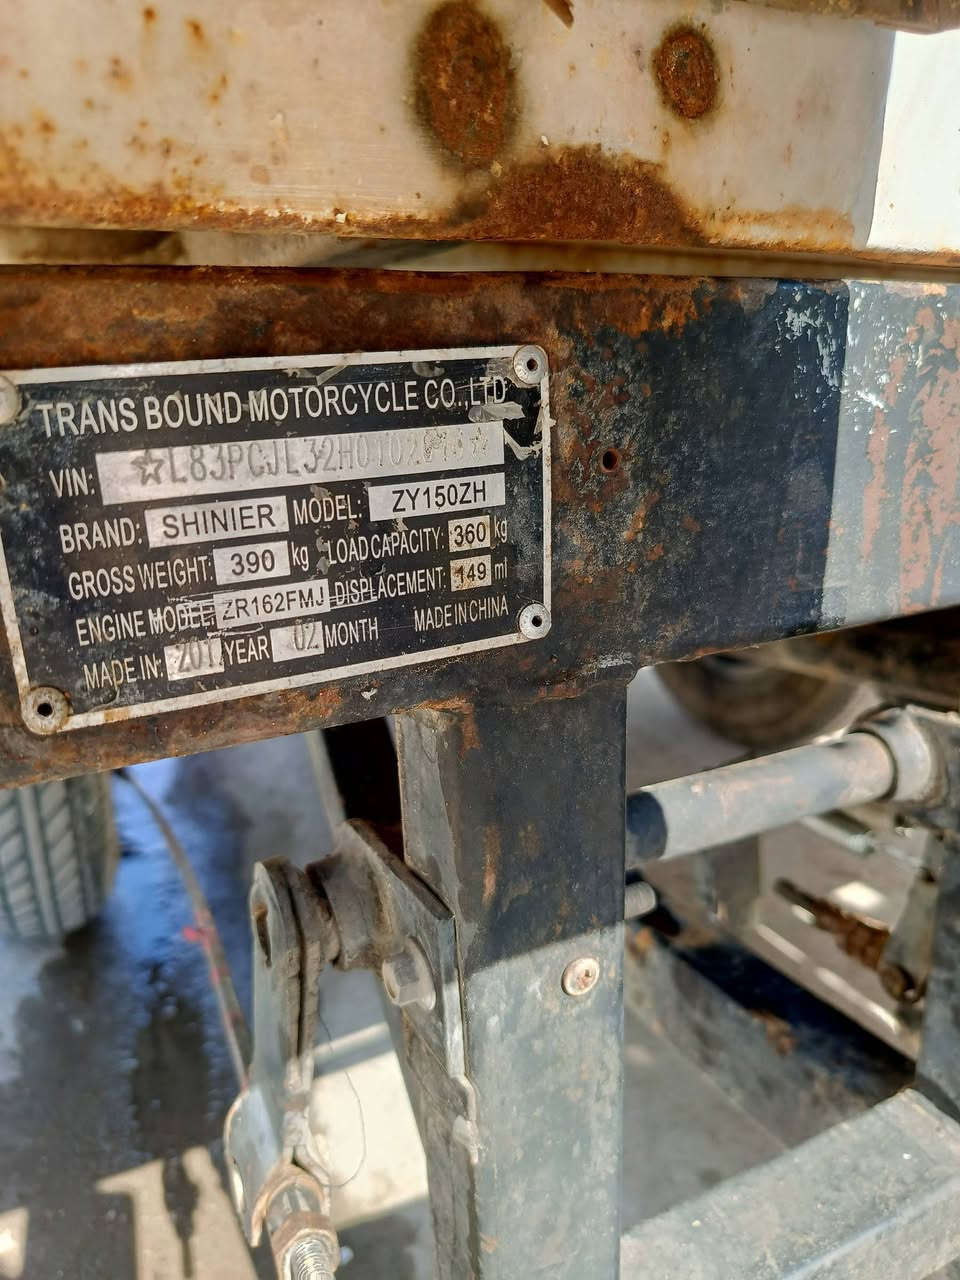 TRANS BOUND MOTORCYCLE CO.,LTD
VIN:
BRAND: SHINIER MODEL: ZY150ZH
GROSS WEIGHT: 390 kg LOAD CAPACITY: 360 kg
ENGINE MODEL: ZR162FMJ DISPLACEMENT: 149 ml
MADE IN: YEAR 02 MONTH MADE IN CHINA